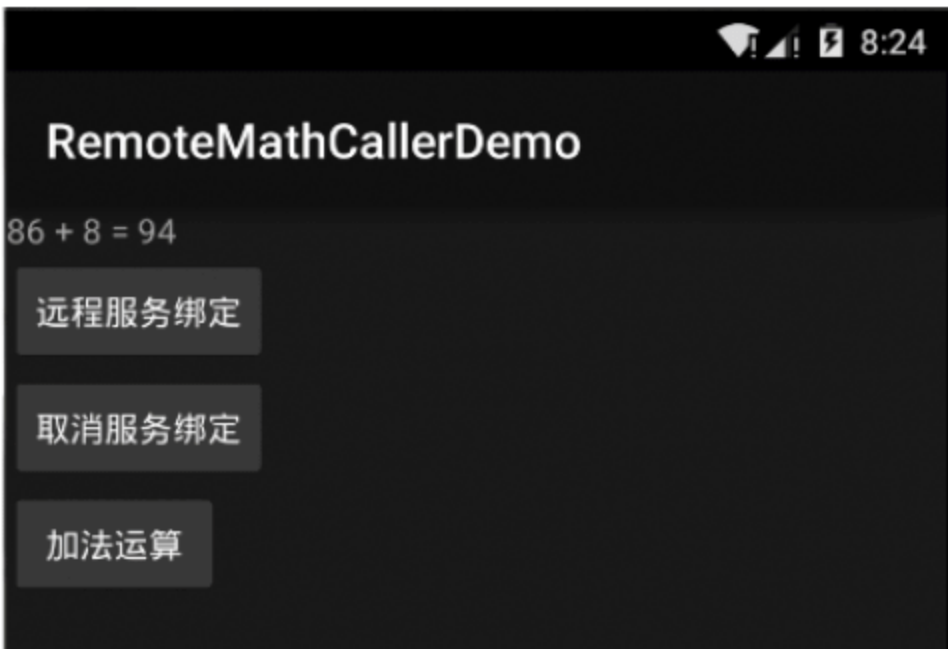 8:24
RemoteMathCallerDemo
86 + 8 = 94
远程服务绑定
取消服务绑定
加法运算